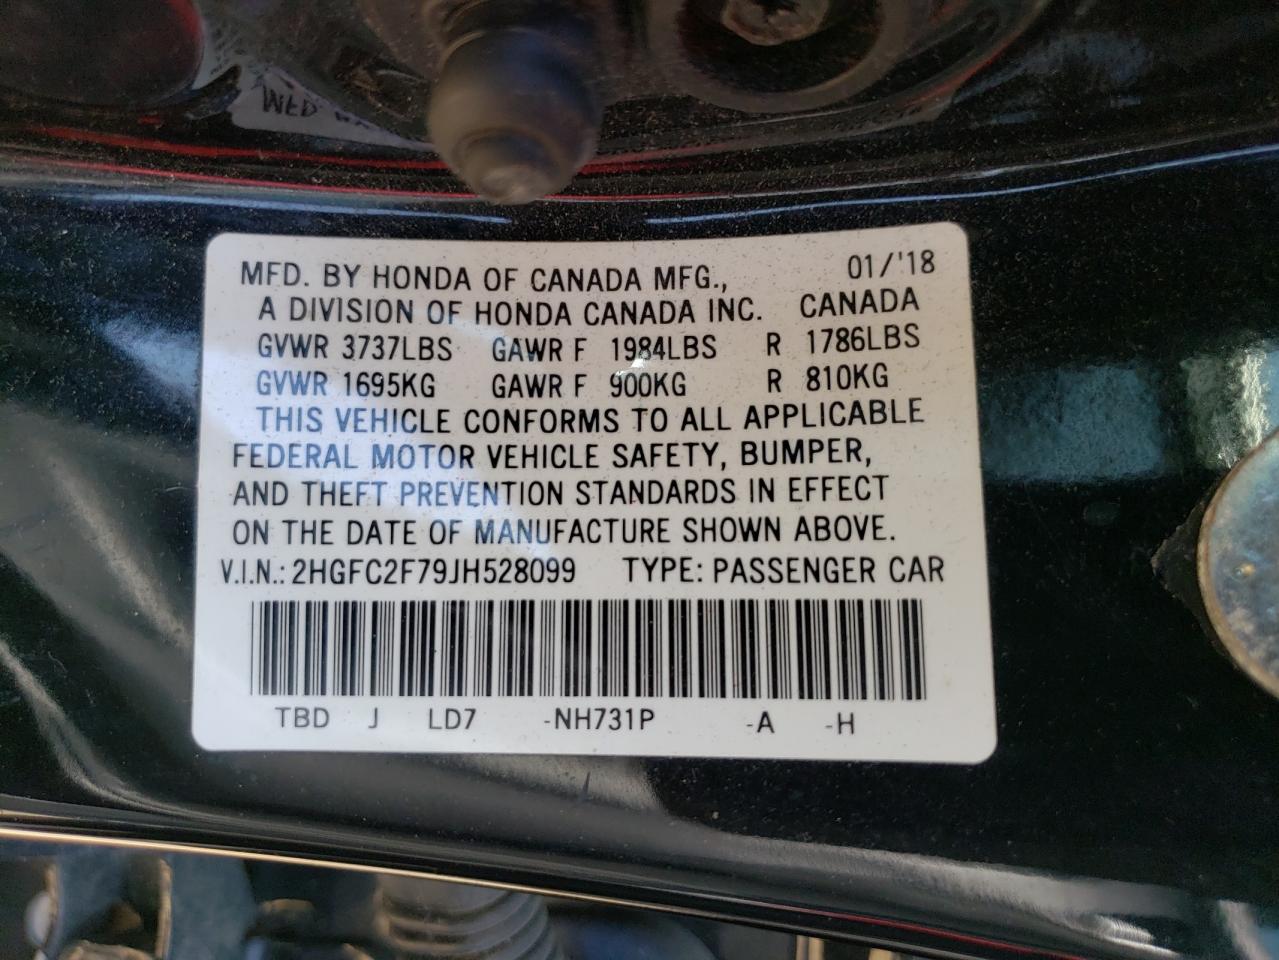 WED
MFD. BY HONDA OF CANADA MFG., 01/'18
A DIVISION OF HONDA CANADA INC. CANADA
GVWR 3737LBS GAWR F 1984LBS R 1786LBS
GVWR 1695KG GAWR F 900KG R 810KG
THIS VEHICLE CONFORMS TO ALL APPLICABLE
FEDERAL MOTOR VEHICLE SAFETY, BUMPER,
AND THEFT PREVENTION STANDARDS IN EFFECT
ON THE DATE OF MANUFACTURE SHOWN ABOVE.
V.I.N.: 2HGFC2F79JH528099 TYPE: PASSENGER CAR
TBD J LD7 -NH731P -A -H